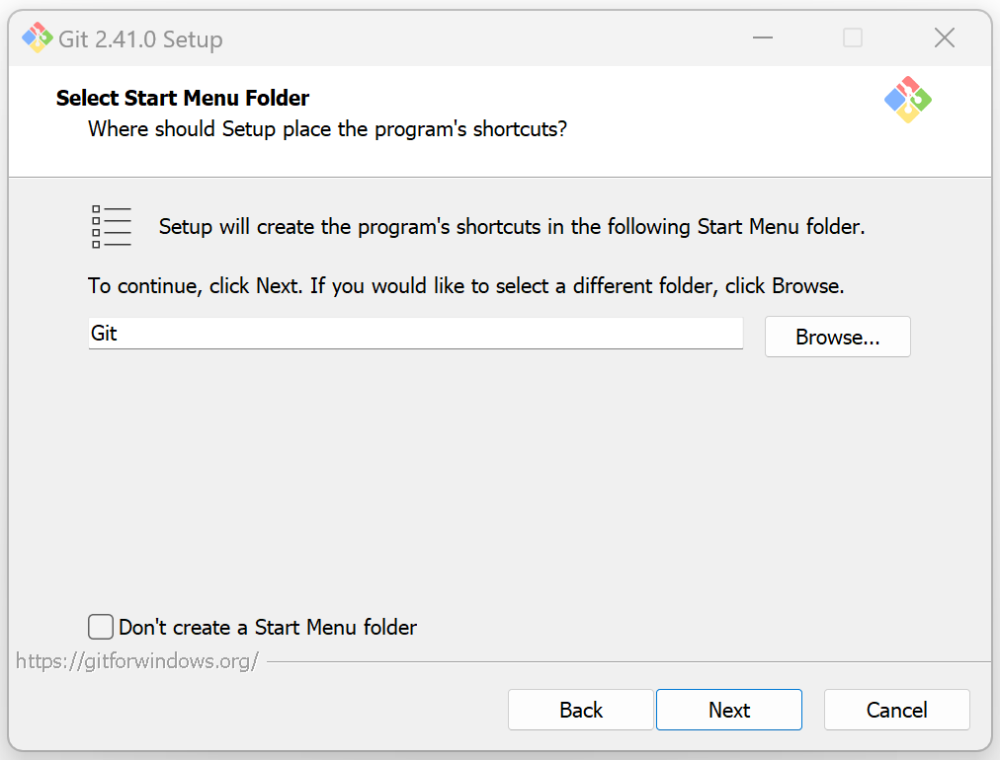 Git 2.41.0 Setup
Select Start Menu Folder
Where should Setup place the program's shortcuts?
Setup will create the program's shortcuts in the following Start Menu folder.
To continue, click Next. If you would like to select a different folder, click Browse.
Git
Browse...
Don't create a Start Menu folder
https://gitforwindows.org/
Back
Next
Cancel